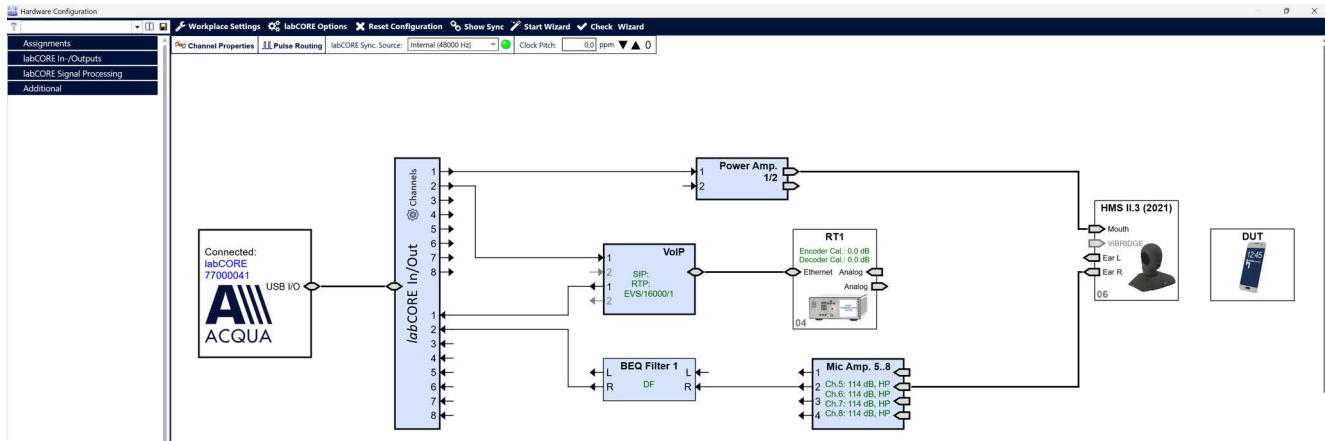 Hardware Configuration
Workplace Settings labCORE Options Reset Configuration Show Sync Start Wizard Check Wizard
Assignments
labCORE In-/Outputs
labCORE Signal Processing
Additional
Channel Properties Pulse Routing labCORE Sync. Source: Internal (48000 Hz) Clock Pitch: 0,0 ppm 0
Connected:
labCORE
77000041
USB I/O
ACQUA
labCORE In/Out
Channels
1
2
3
4
5
6
7
8
1
2
3
4
5
6
7
8
Power Amp.
1/2
1
2
VoIP
1
2
1
2
SIP:
RTP:
EVS/16000/1
RT1
Encoder Cal.: 0,0 dB
Decoder Cal.: 0,0 dB
Ethernet Analog
Analog
04
BEQ Filter 1
L L
R DF R
Mic Amp. 5..8
1 Ch.5: 114 dB, HP
2 Ch.6: 114 dB, HP
3 Ch.7: 114 dB, HP
4 Ch.8: 114 dB, HP
HMS II.3 (2021)
Mouth
ViBRIDGE
Ear L
Ear R
06
DUT
12:45